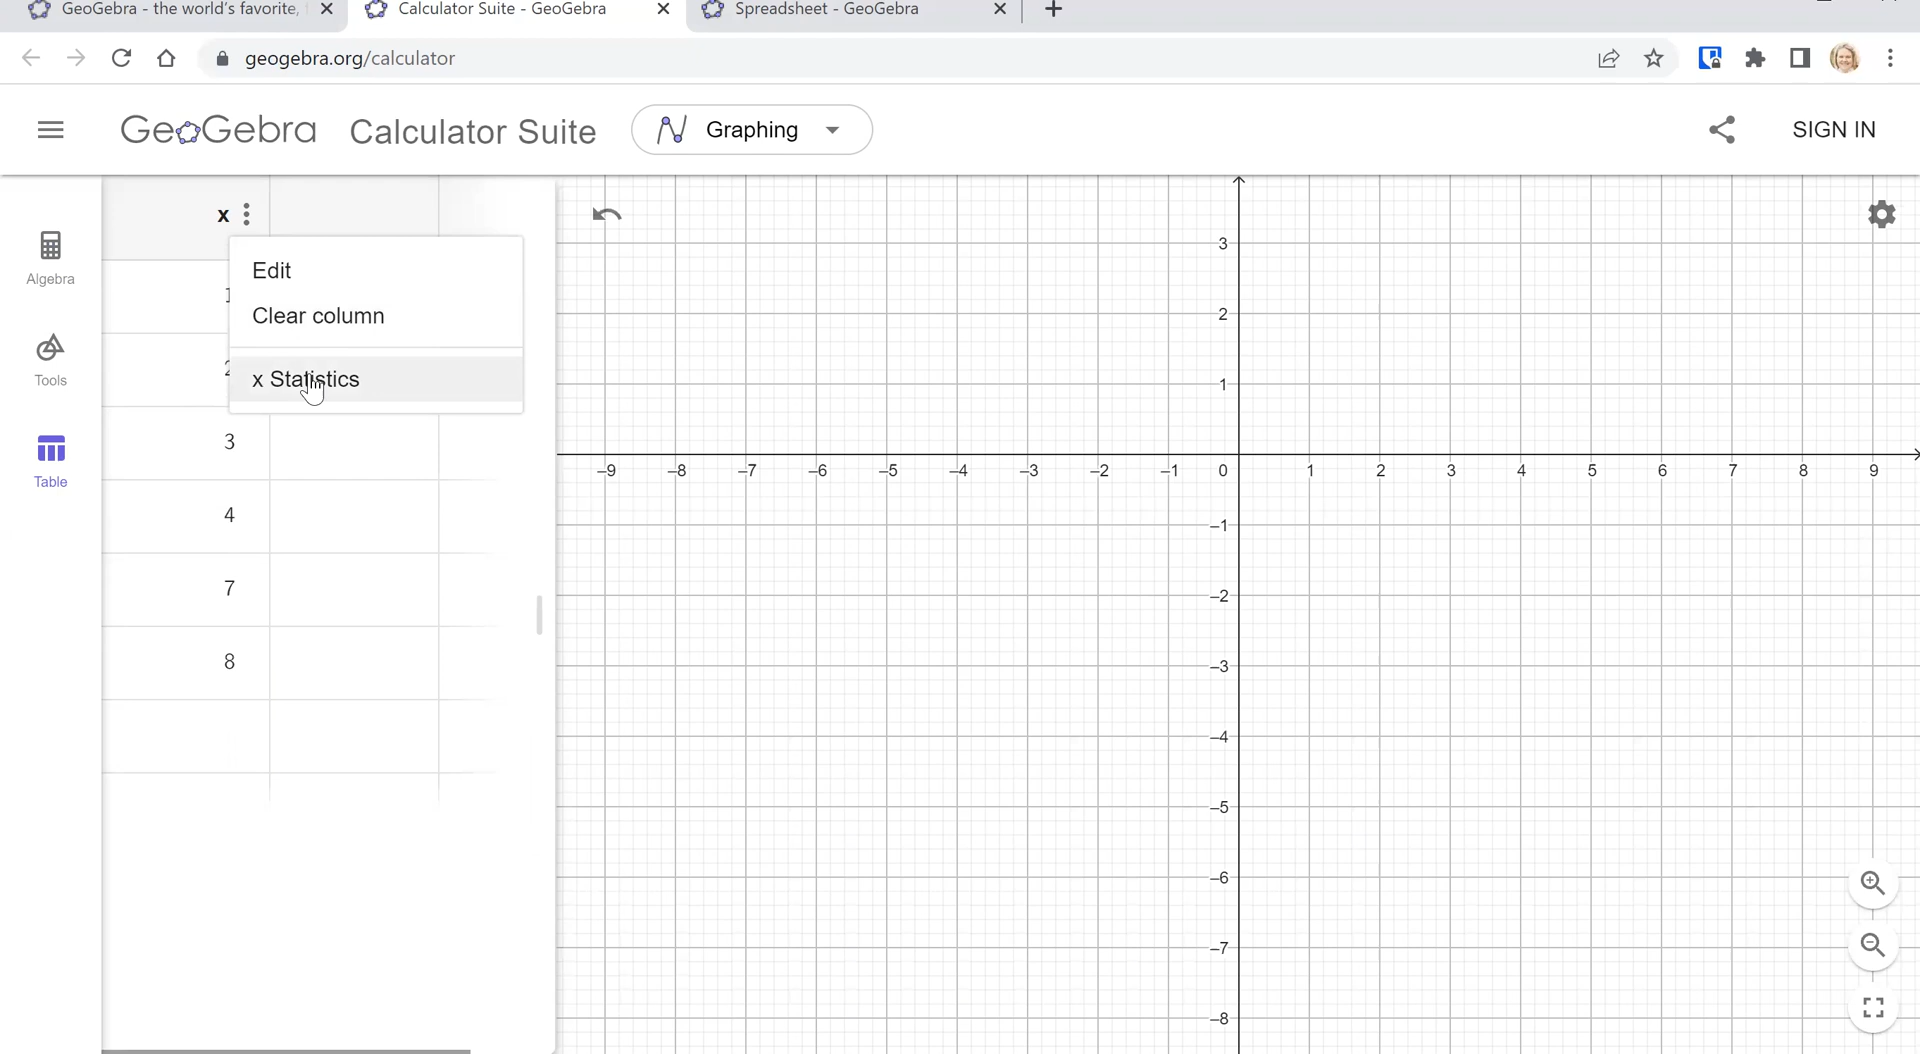 GeoGebra - the world's favorite,
Calculator Suite - GeoGebra
Spreadsheet - GeoGebra
geogebra.org/calculator
GeoGebra
Calculator Suite
Graphing
SIGN IN
Algebra
Tools
Table
x
Edit
Clear column
x Statistics
1
2
3
4
7
8
3
2
1
–9 –8 –7 –6 –5 –4 –3 –2 –1 0 1 2 3 4 5 6 7 8 9
–1
–2
–3
–4
–5
–6
–7
–8